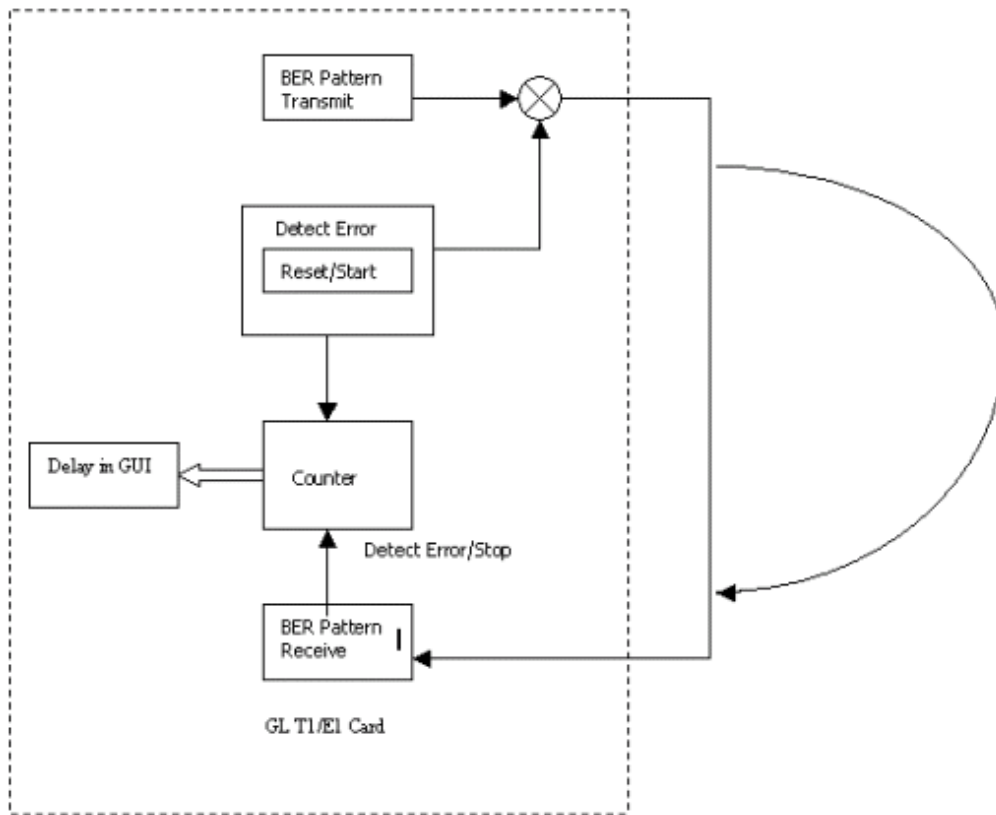 BER Pattern
Transmit
Detect Error
Reset/Start
Delay in GUI
Counter
Detect Error/Stop
BER Pattern
Receive
GL T1/E1 Card